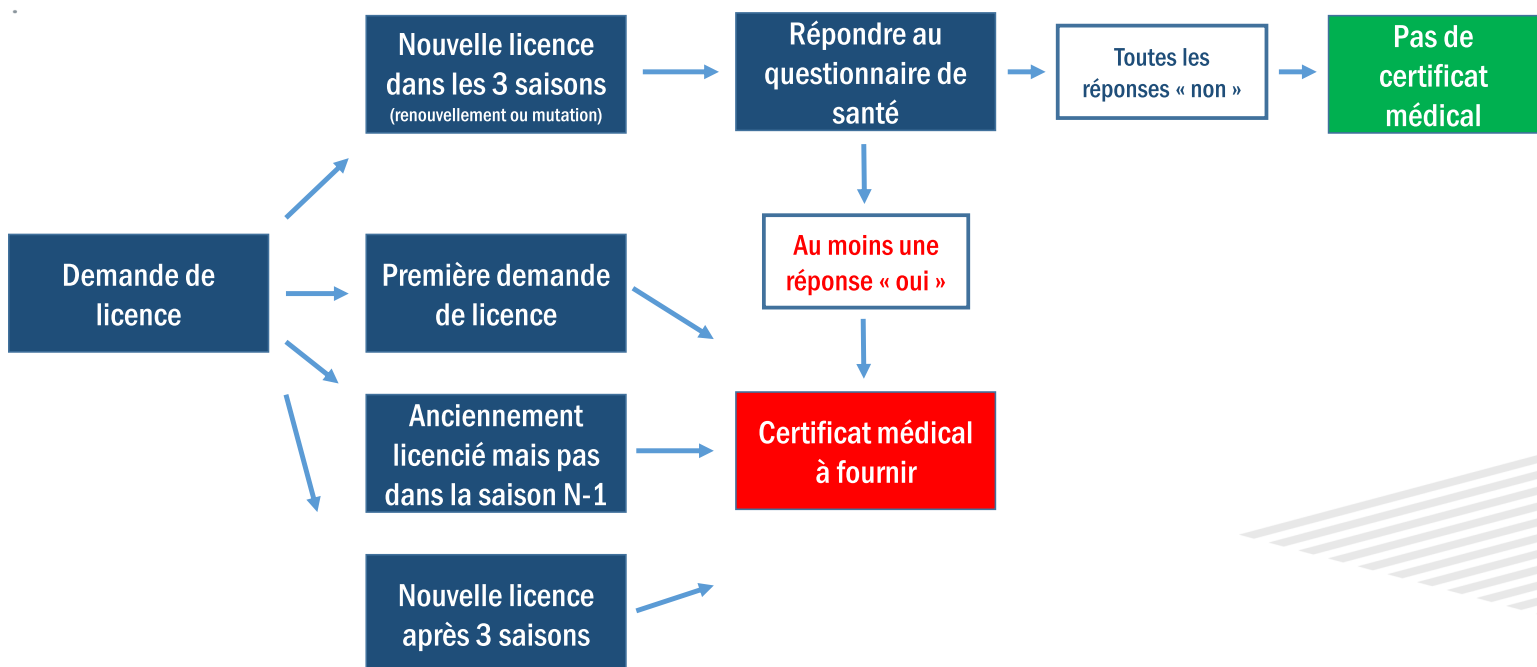 Nouvelle licence
dans les 3 saisons
(renouvellement ou mutation)
Répondre au
questionnaire de
santé
Toutes les
réponses « non »
Pas de
certificat
médical
Demande de
licence
Première demande
de licence
Au moins une
réponse « oui »
Anciennement
licencié mais pas
dans la saison N-1
Certificat médical
à fournir
Nouvelle licence
après 3 saisons